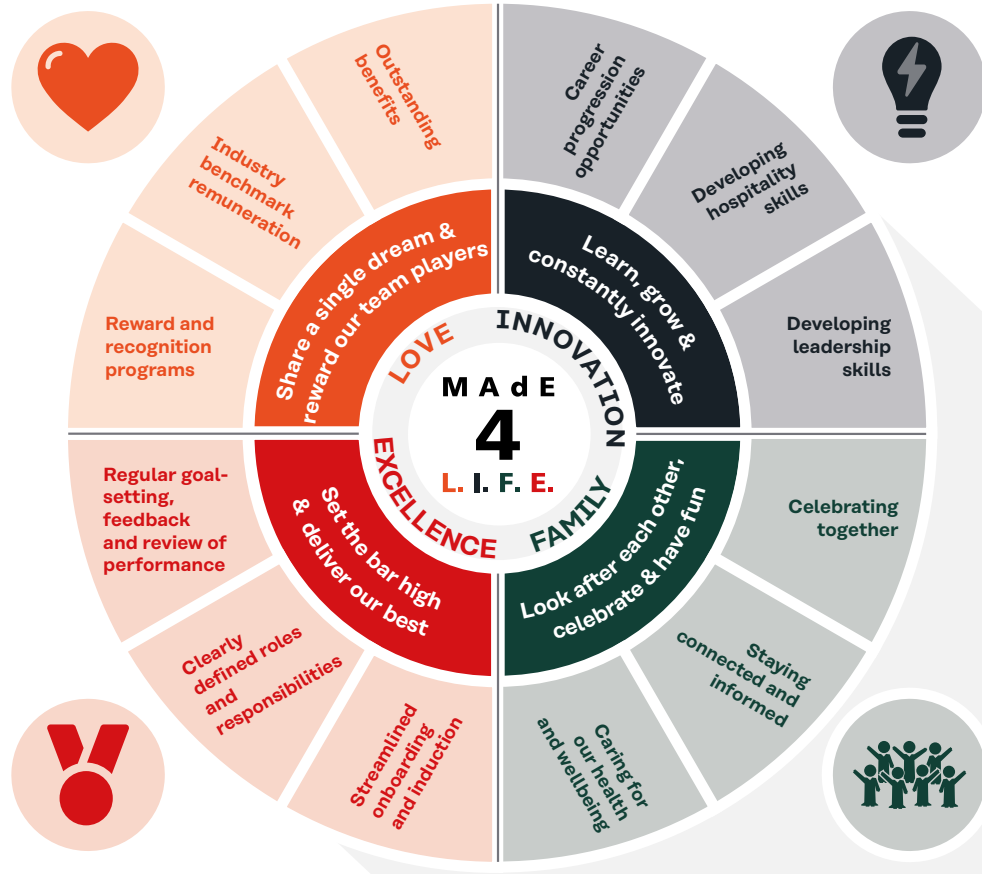 Outstanding
benefits
Industry
benchmark
remuneration
Reward and
recognition
programs
Share a single dream &
reward our team players
LOVE
Career
progression
opportunities
Developing
hospitality
skills
Developing
leadership
skills
Learn, grow &
constantly innovate
INNOVATION
MAdE
4
L. I. F. E.
EXCELLENCE
Set the bar high
& deliver our best
Regular goal-
setting,
feedback
and review of
performance
Clearly
defined roles
and
responsibilities
Streamlined
onboarding
and induction
FAMILY
Look after each other,
celebrate & have fun
Celebrating
together
Staying
connected and
informed
Caring for
our health
and wellbeing